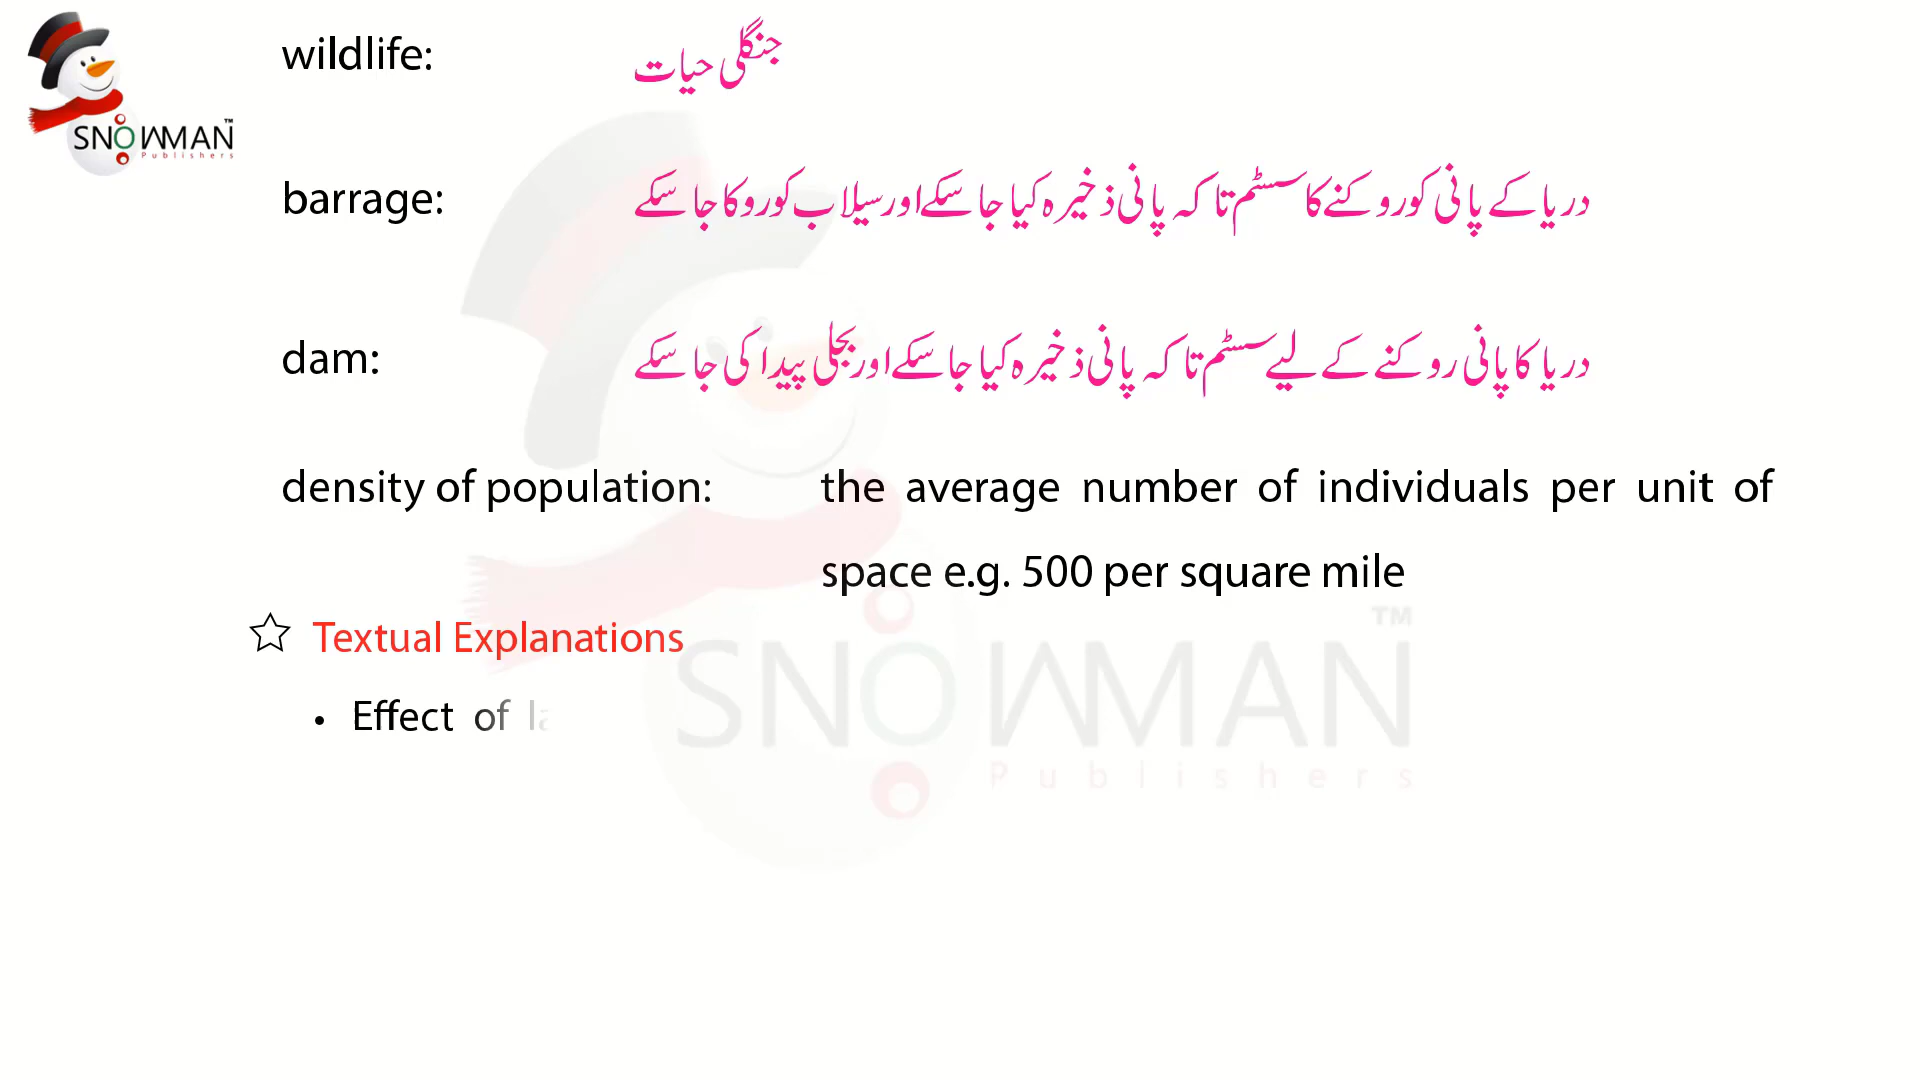 SNOWMAN™
Publishers
wildlife: جنگلی حیات
barrage: دریا کے پانی کو روکنے کا سسٹم تاکہ پانی ذخیرہ کیا جا سکے اور سیلاب کو روکا جا سکے
dam: دریا کا پانی روکنے کے لیے سسٹم تاکہ پانی ذخیرہ کیا جا سکے اور بجلی پیدا کی جا سکے
density of population: the average number of individuals per unit of
space e.g. 500 per square mile
☆ Textual Explanations
• Effect of
SNOWMAN™
Publishers